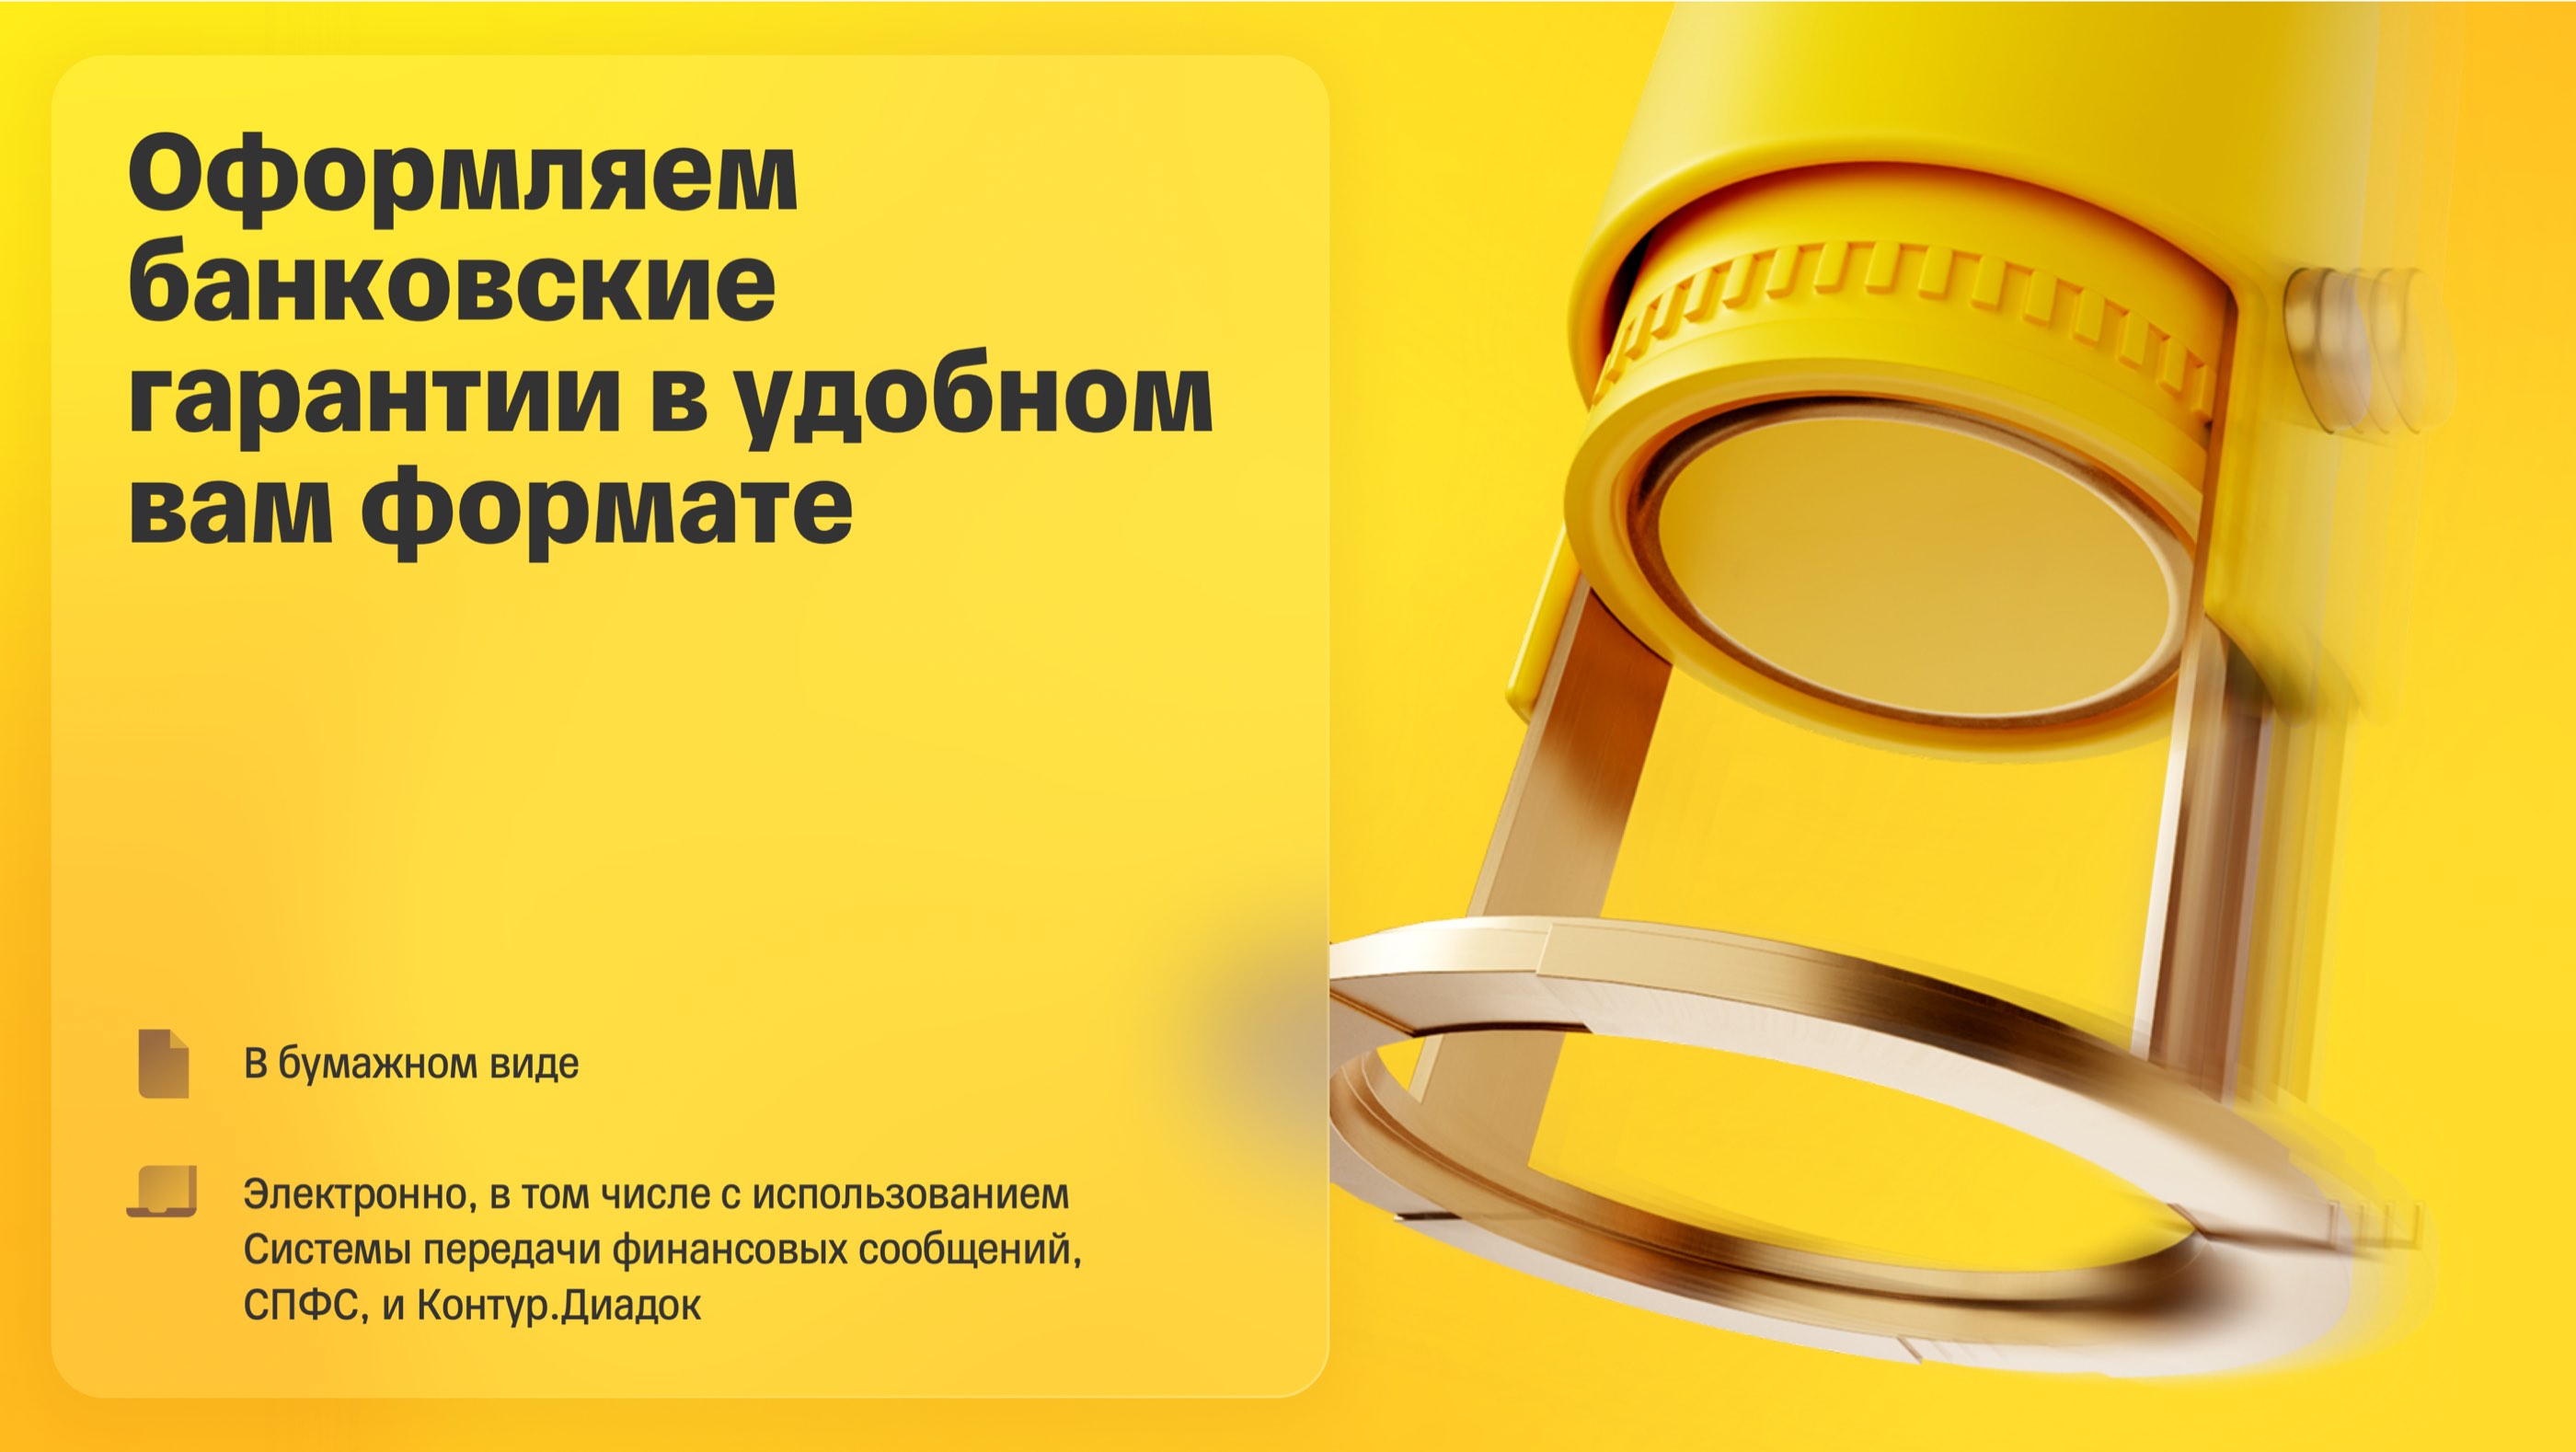 Оформляем
банковские
гарантии в удобном
вам формате
В бумажном виде
Электронно, в том числе с использованием
Системы передачи финансовых сообщений,
СПФС, и Контур.Диадок